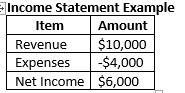 Income Statement Example
Item Amount
Revenue $10,000
Expenses -$4,000
Net Income $6,000